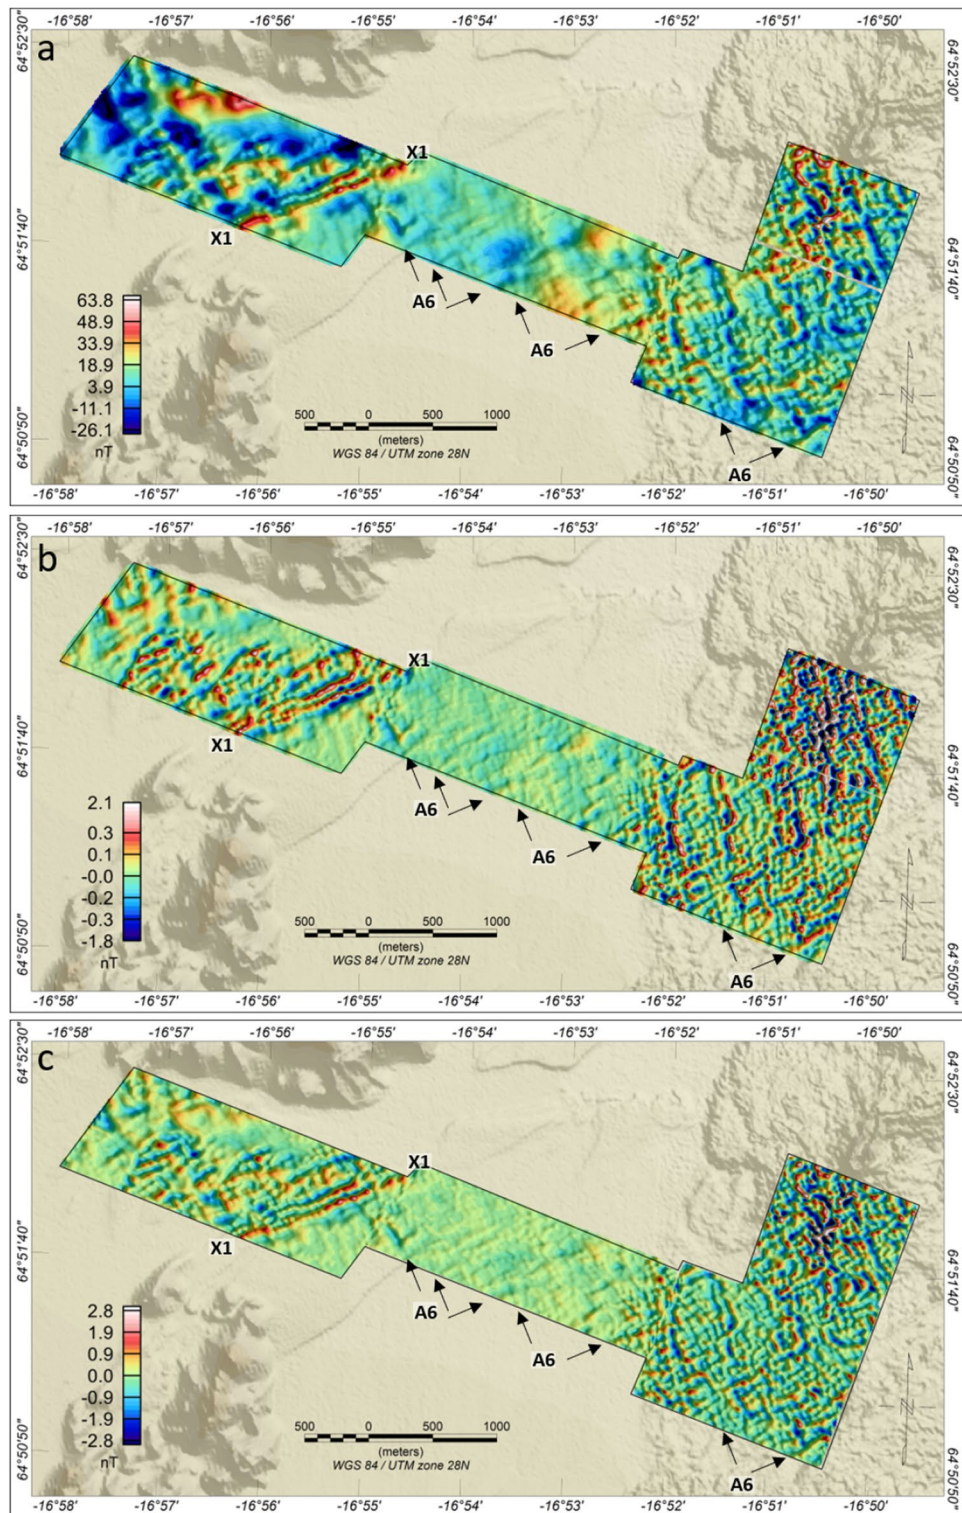 -16°58' -16°57' -16°56' -16°55' -16°54' -16°53' -16°52' -16°51' -16°50'
a
64°52'30" 64°52'30"
X1
X1
64°51'40" 64°51'40"
A6
A6
A6
63.8
48.9
33.9
18.9
3.9
-11.1
-26.1
nT
500 0 500 1000
(meters)
WGS 84 / UTM zone 28N
N
64°50'50" 64°50'50"
-16°58' -16°57' -16°56' -16°55' -16°54' -16°53' -16°52' -16°51' -16°50'
-16°58' -16°57' -16°56' -16°55' -16°54' -16°53' -16°52' -16°51' -16°50'
b
64°52'30" 64°52'30"
X1
X1
64°51'40" 64°51'40"
A6
A6
A6
2.1
0.3
0.1
-0.0
-0.2
-0.3
-1.8
nT
500 0 500 1000
(meters)
WGS 84 / UTM zone 28N
N
64°50'50" 64°50'50"
-16°58' -16°57' -16°56' -16°55' -16°54' -16°53' -16°52' -16°51' -16°50'
-16°58' -16°57' -16°56' -16°55' -16°54' -16°53' -16°52' -16°51' -16°50'
c
64°52'30" 64°52'30"
X1
X1
64°51'40" 64°51'40"
A6
A6
A6
2.8
1.9
0.9
0.0
-0.9
-1.9
-2.8
nT
500 0 500 1000
(meters)
WGS 84 / UTM zone 28N
N
64°50'50" 64°50'50"
-16°58' -16°57' -16°56' -16°55' -16°54' -16°53' -16°52' -16°51' -16°50'